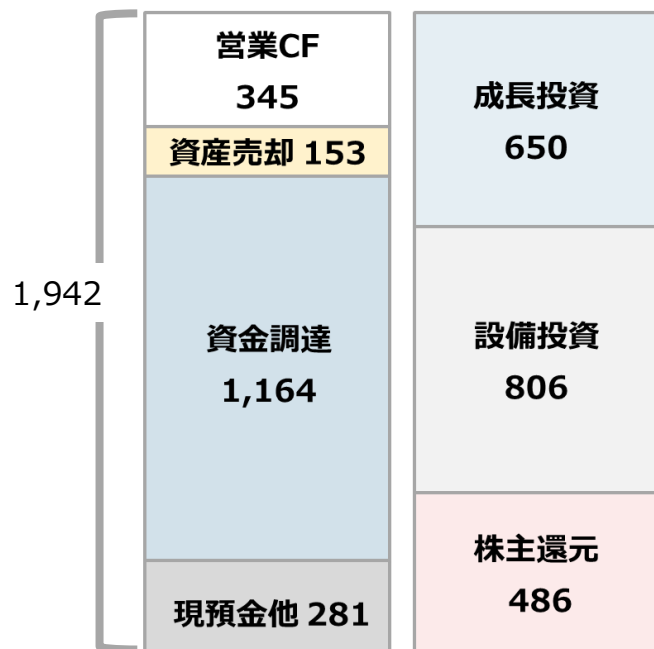 1,942
営業CF
345
資産売却 153
資金調達
1,164
現預金他 281
成長投資
650
設備投資
806
株主還元
486